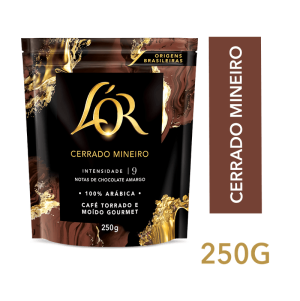 ORIGENS
BRASILEIRAS
L'OR
CERRADO MINEIRO
INTENSIDADE | 9
NOTAS DE CHOCOLATE AMARGO
• 100% ARÁBICA •
CAFÉ TORRADO E
MOÍDO GOURMET
250g
CERRADO MINEIRO
250G